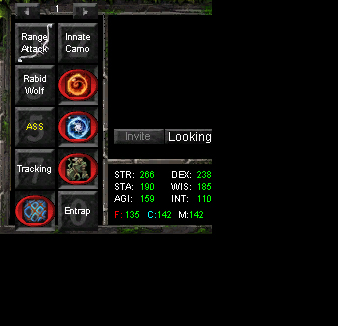 1
Range Attack
Innate Camo
Rabid Wolf
ASS
Tracking
Entrap
Invite
Looking
STR: 266 DEX: 238
STA: 190 WIS: 185
AGI: 159 INT: 110
F: 135 C: 142 M: 142